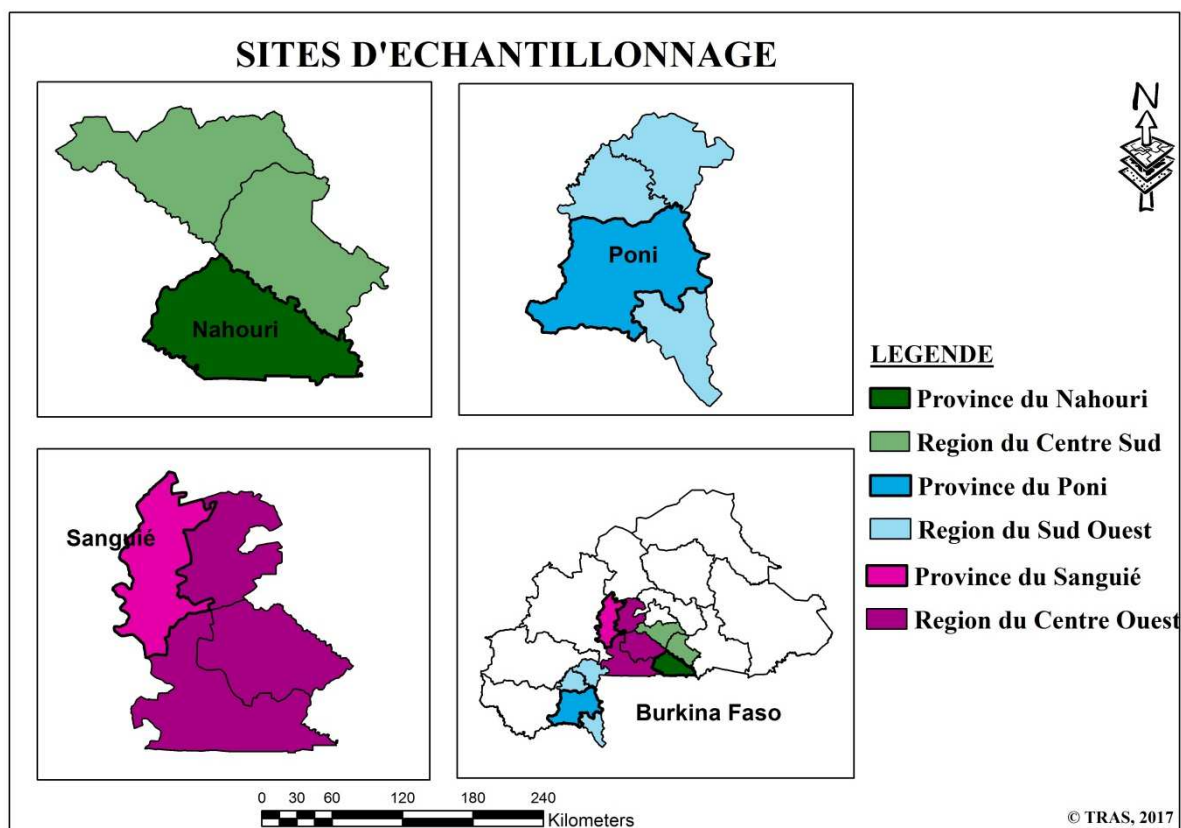 SITES D'ECHANTILLONNAGE
N
Nahouri
Poni
LEGENDE
Province du Nahouri
Region du Centre Sud
Province du Poni
Region du Sud Ouest
Province du Sanguié
Region du Centre Ouest
Sanguié
Burkina Faso
0 30 60 120 180 240
Kilometers
© TRAS, 2017